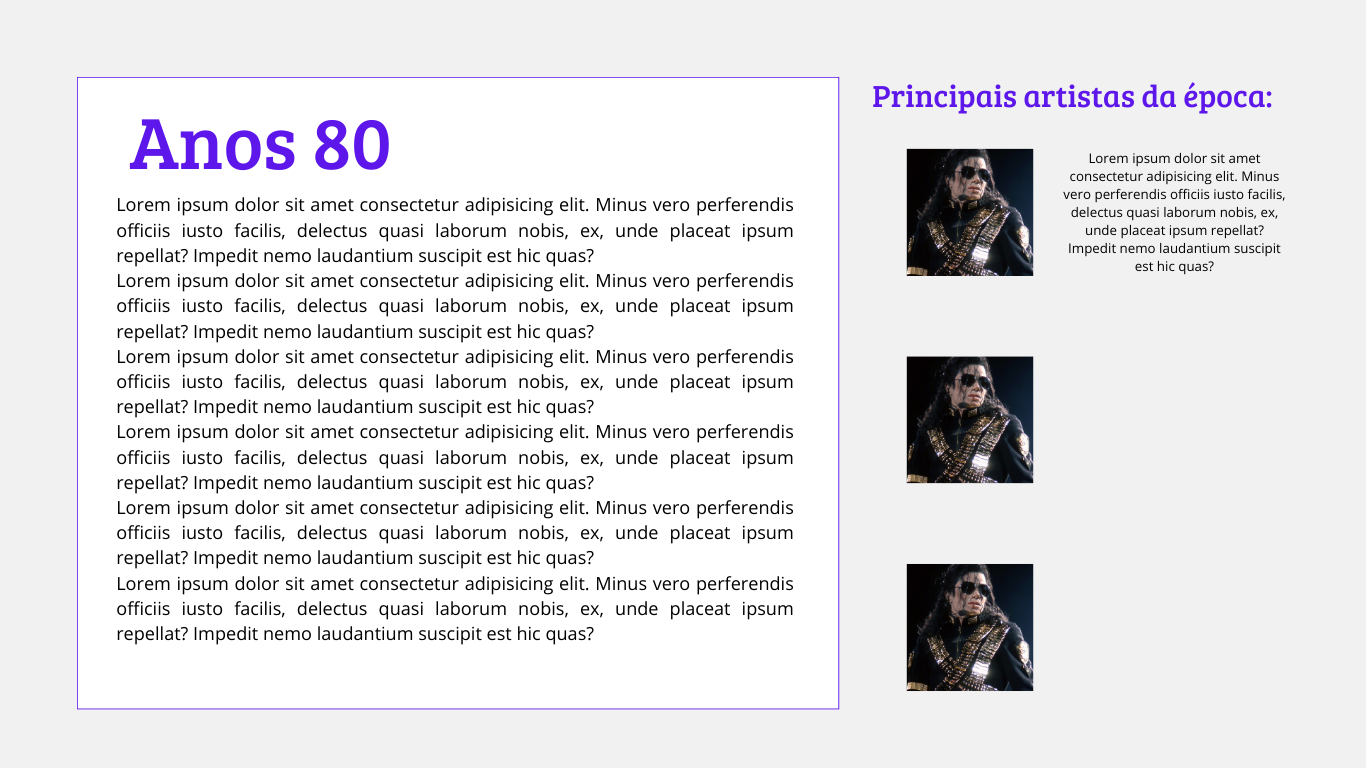 Anos 80
Lorem ipsum dolor sit amet consectetur adipisicing elit. Minus vero perferendis
officiis iusto facilis, delectus quasi laborum nobis, ex, unde placeat ipsum
repellat? Impedit nemo laudantium suscipit est hic quas?
Lorem ipsum dolor sit amet consectetur adipisicing elit. Minus vero perferendis
officiis iusto facilis, delectus quasi laborum nobis, ex, unde placeat ipsum
repellat? Impedit nemo laudantium suscipit est hic quas?
Lorem ipsum dolor sit amet consectetur adipisicing elit. Minus vero perferendis
officiis iusto facilis, delectus quasi laborum nobis, ex, unde placeat ipsum
repellat? Impedit nemo laudantium suscipit est hic quas?
Lorem ipsum dolor sit amet consectetur adipisicing elit. Minus vero perferendis
officiis iusto facilis, delectus quasi laborum nobis, ex, unde placeat ipsum
repellat? Impedit nemo laudantium suscipit est hic quas?
Lorem ipsum dolor sit amet consectetur adipisicing elit. Minus vero perferendis
officiis iusto facilis, delectus quasi laborum nobis, ex, unde placeat ipsum
repellat? Impedit nemo laudantium suscipit est hic quas?
Lorem ipsum dolor sit amet consectetur adipisicing elit. Minus vero perferendis
officiis iusto facilis, delectus quasi laborum nobis, ex, unde placeat ipsum
repellat? Impedit nemo laudantium suscipit est hic quas?
Principais artistas da época:
Lorem ipsum dolor sit amet
consectetur adipisicing elit. Minus
vero perferendis officiis iusto facilis,
delectus quasi laborum nobis, ex,
unde placeat ipsum repellat?
Impedit nemo laudantium suscipit
est hic quas?